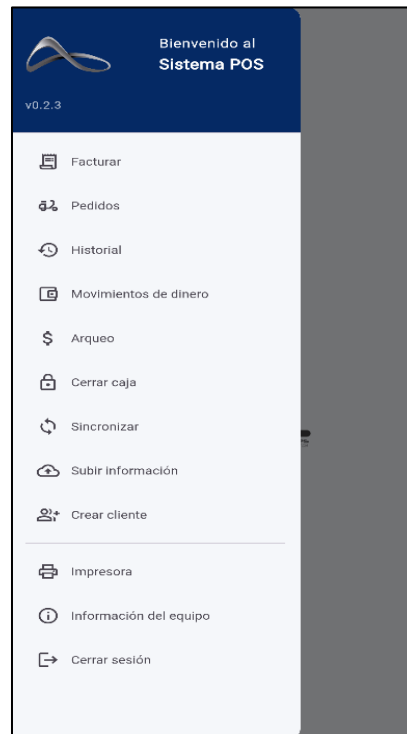 Bienvenido al
Sistema POS
v0.2.3
Facturar
Pedidos
Historial
Movimientos de dinero
Arqueo
Cerrar caja
Sincronizar
Subir información
Crear cliente
Impresora
Información del equipo
Cerrar sesión